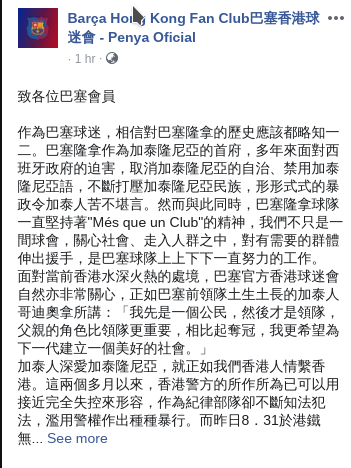 Barça Hong Kong Fan Club巴塞香港球
迷會 - Penya Oficial
· 1 hr ·
致各位巴塞會員
作為巴塞球迷，相信對巴塞隆拿的歷史應該都略知一
二。巴塞隆拿作為加泰隆尼亞的首府，多年來面對西
班牙政府的迫害，取消加泰隆尼亞的自治、禁用加泰
隆尼亞語，不斷打壓加泰隆尼亞民族，形形式式的暴
政令加泰人苦不堪言。然而與此同時，巴塞隆拿球隊
一直堅持著"Més que un Club"的精神，我們不只是一
間球會，關心社會、走入人群之中，對有需要的群體
伸出援手，是巴塞球隊上上下下一直努力的工作。
面對當前香港水深火熱的處境，巴塞官方香港球迷會
自然亦非常關心，正如巴塞前領隊土生土長的加泰人
哥迪奧拿所講：「我先是一個公民，然後才是領隊，
父親的角色比領隊更重要，相比起奪冠，我更希望為
下一代建立一個美好的社會。」
加泰人深愛加泰隆尼亞，就正如我們香港人情繫香
港。這兩個多月以來，香港警方的所作所為已可以用
接近完全失控來形容，作為紀律部隊卻不斷知法犯
法，濫用警權作出種種暴行。而昨日8．31於港鐵
無... See more